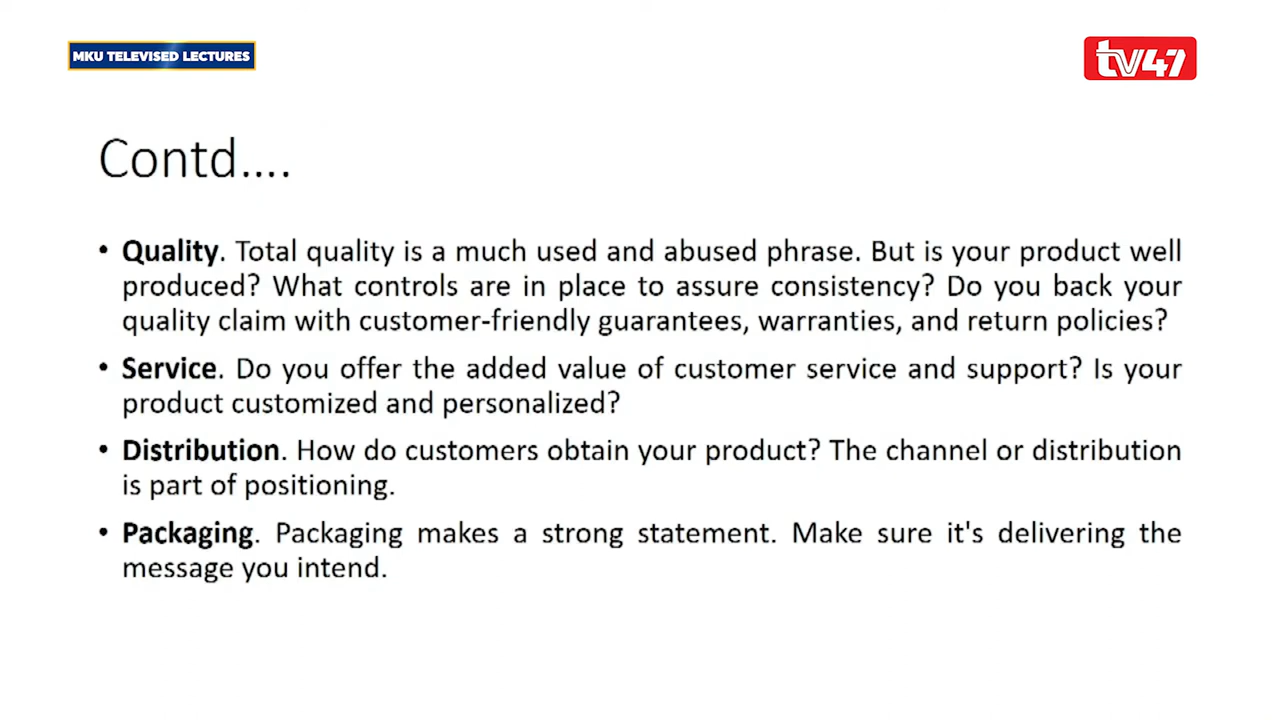 MKU TELEVISED LECTURES
tv47
Contd....
• Quality. Total quality is a much used and abused phrase. But is your product well
produced? What controls are in place to assure consistency? Do you back your
quality claim with customer-friendly guarantees, warranties, and return policies?
• Service. Do you offer the added value of customer service and support? Is your
product customized and personalized?
• Distribution. How do customers obtain your product? The channel or distribution
is part of positioning.
• Packaging. Packaging makes a strong statement. Make sure it's delivering the
message you intend.